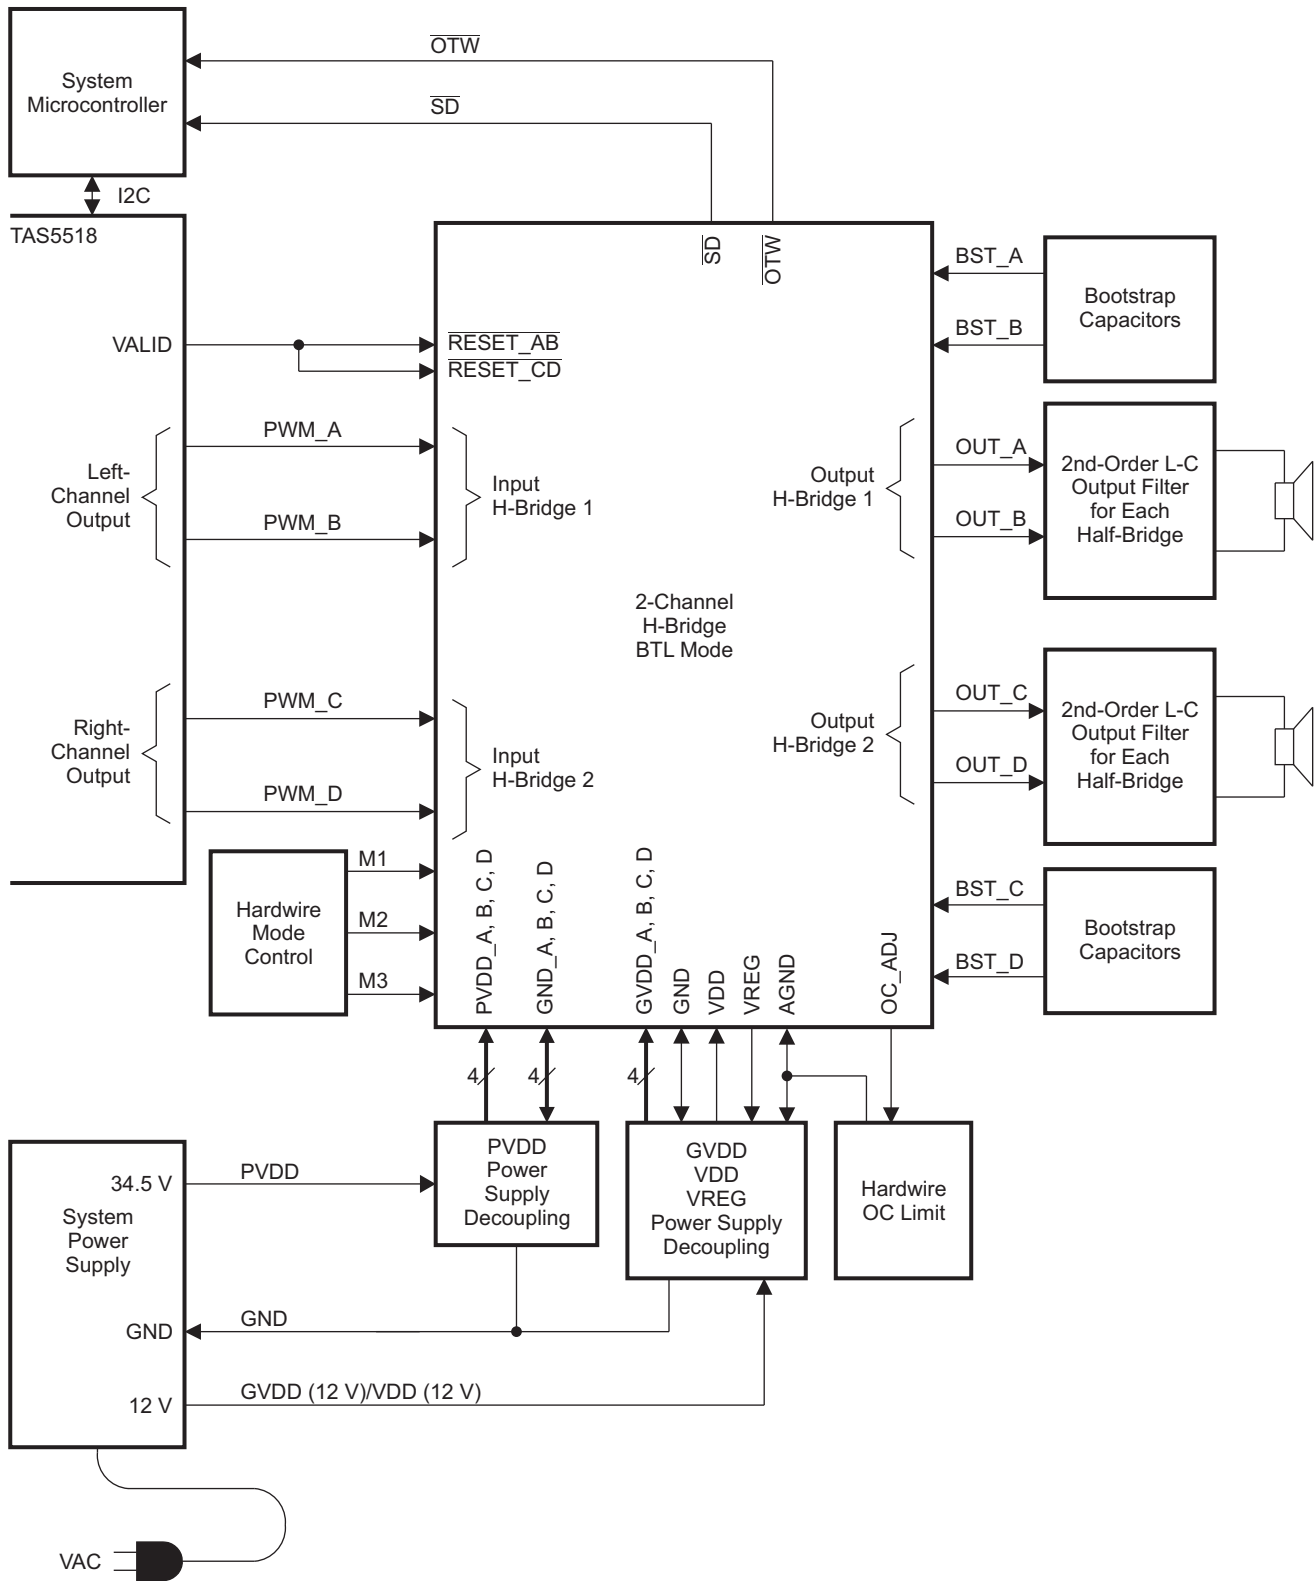 OTW
System
Microcontroller
SD
I2C
TAS5518
SD
OTW
BST_A
Bootstrap
Capacitors
BST_B
VALID
RESET_AB
RESET_CD
PWM_A
Left-
Channel
Output
Input
H-Bridge 1
PWM_B
Output
H-Bridge 1
OUT_A
OUT_B
2nd-Order L-C
Output Filter
for Each
Half-Bridge
2-Channel
H-Bridge
BTL Mode
PWM_C
Right-
Channel
Output
Input
H-Bridge 2
PWM_D
Output
H-Bridge 2
OUT_C
OUT_D
2nd-Order L-C
Output Filter
for Each
Half-Bridge
Hardwire
Mode
Control
M1
M2
M3
PVDD_A, B, C, D
GND_A, B, C, D
GVDD_A, B, C, D
GND
VDD
VREG
AGND
OC_ADJ
BST_C
Bootstrap
Capacitors
BST_D
4
4
4
PVDD
Power
Supply
Decoupling
GVDD
VDD
VREG
Power Supply
Decoupling
Hardwire
OC Limit
34.5 V
PVDD
System
Power
Supply
GND
GND
12 V
GVDD (12 V)/VDD (12 V)
VAC